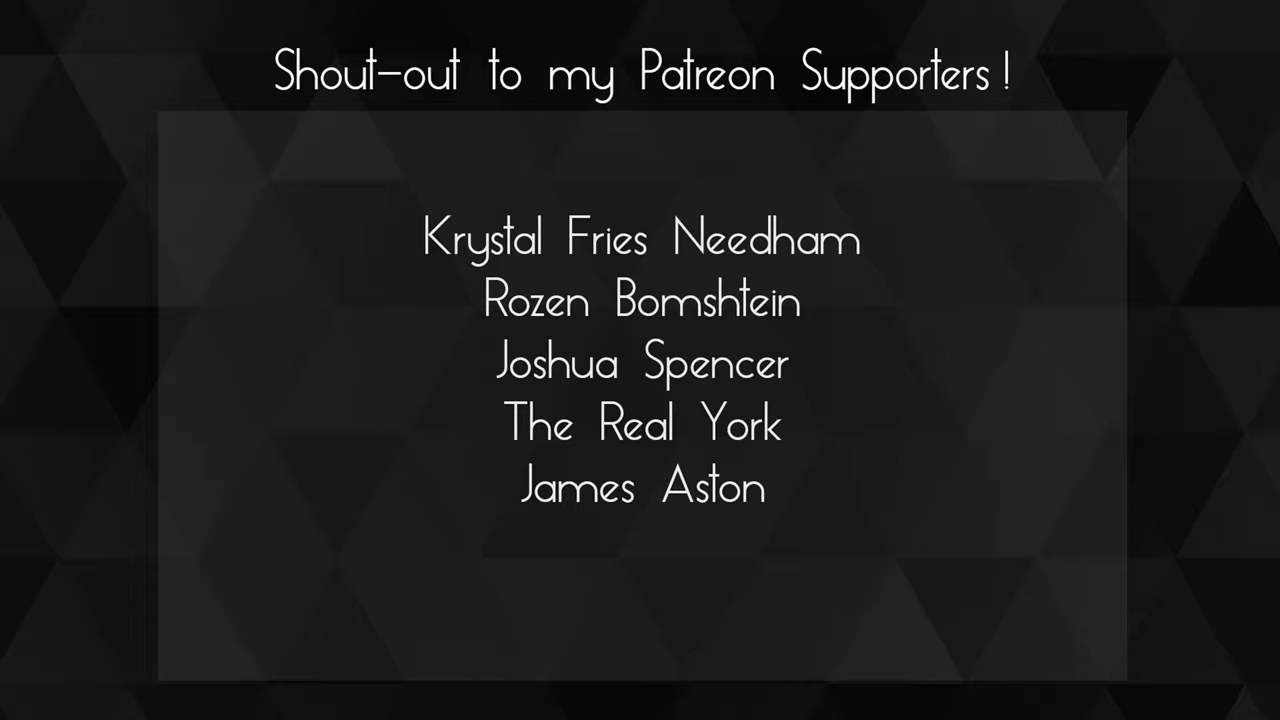 Shout-out to my Patreon Supporters!
Krystal Fries Needham
Rozen Bomshtein
Joshua Spencer
The Real York
James Aston